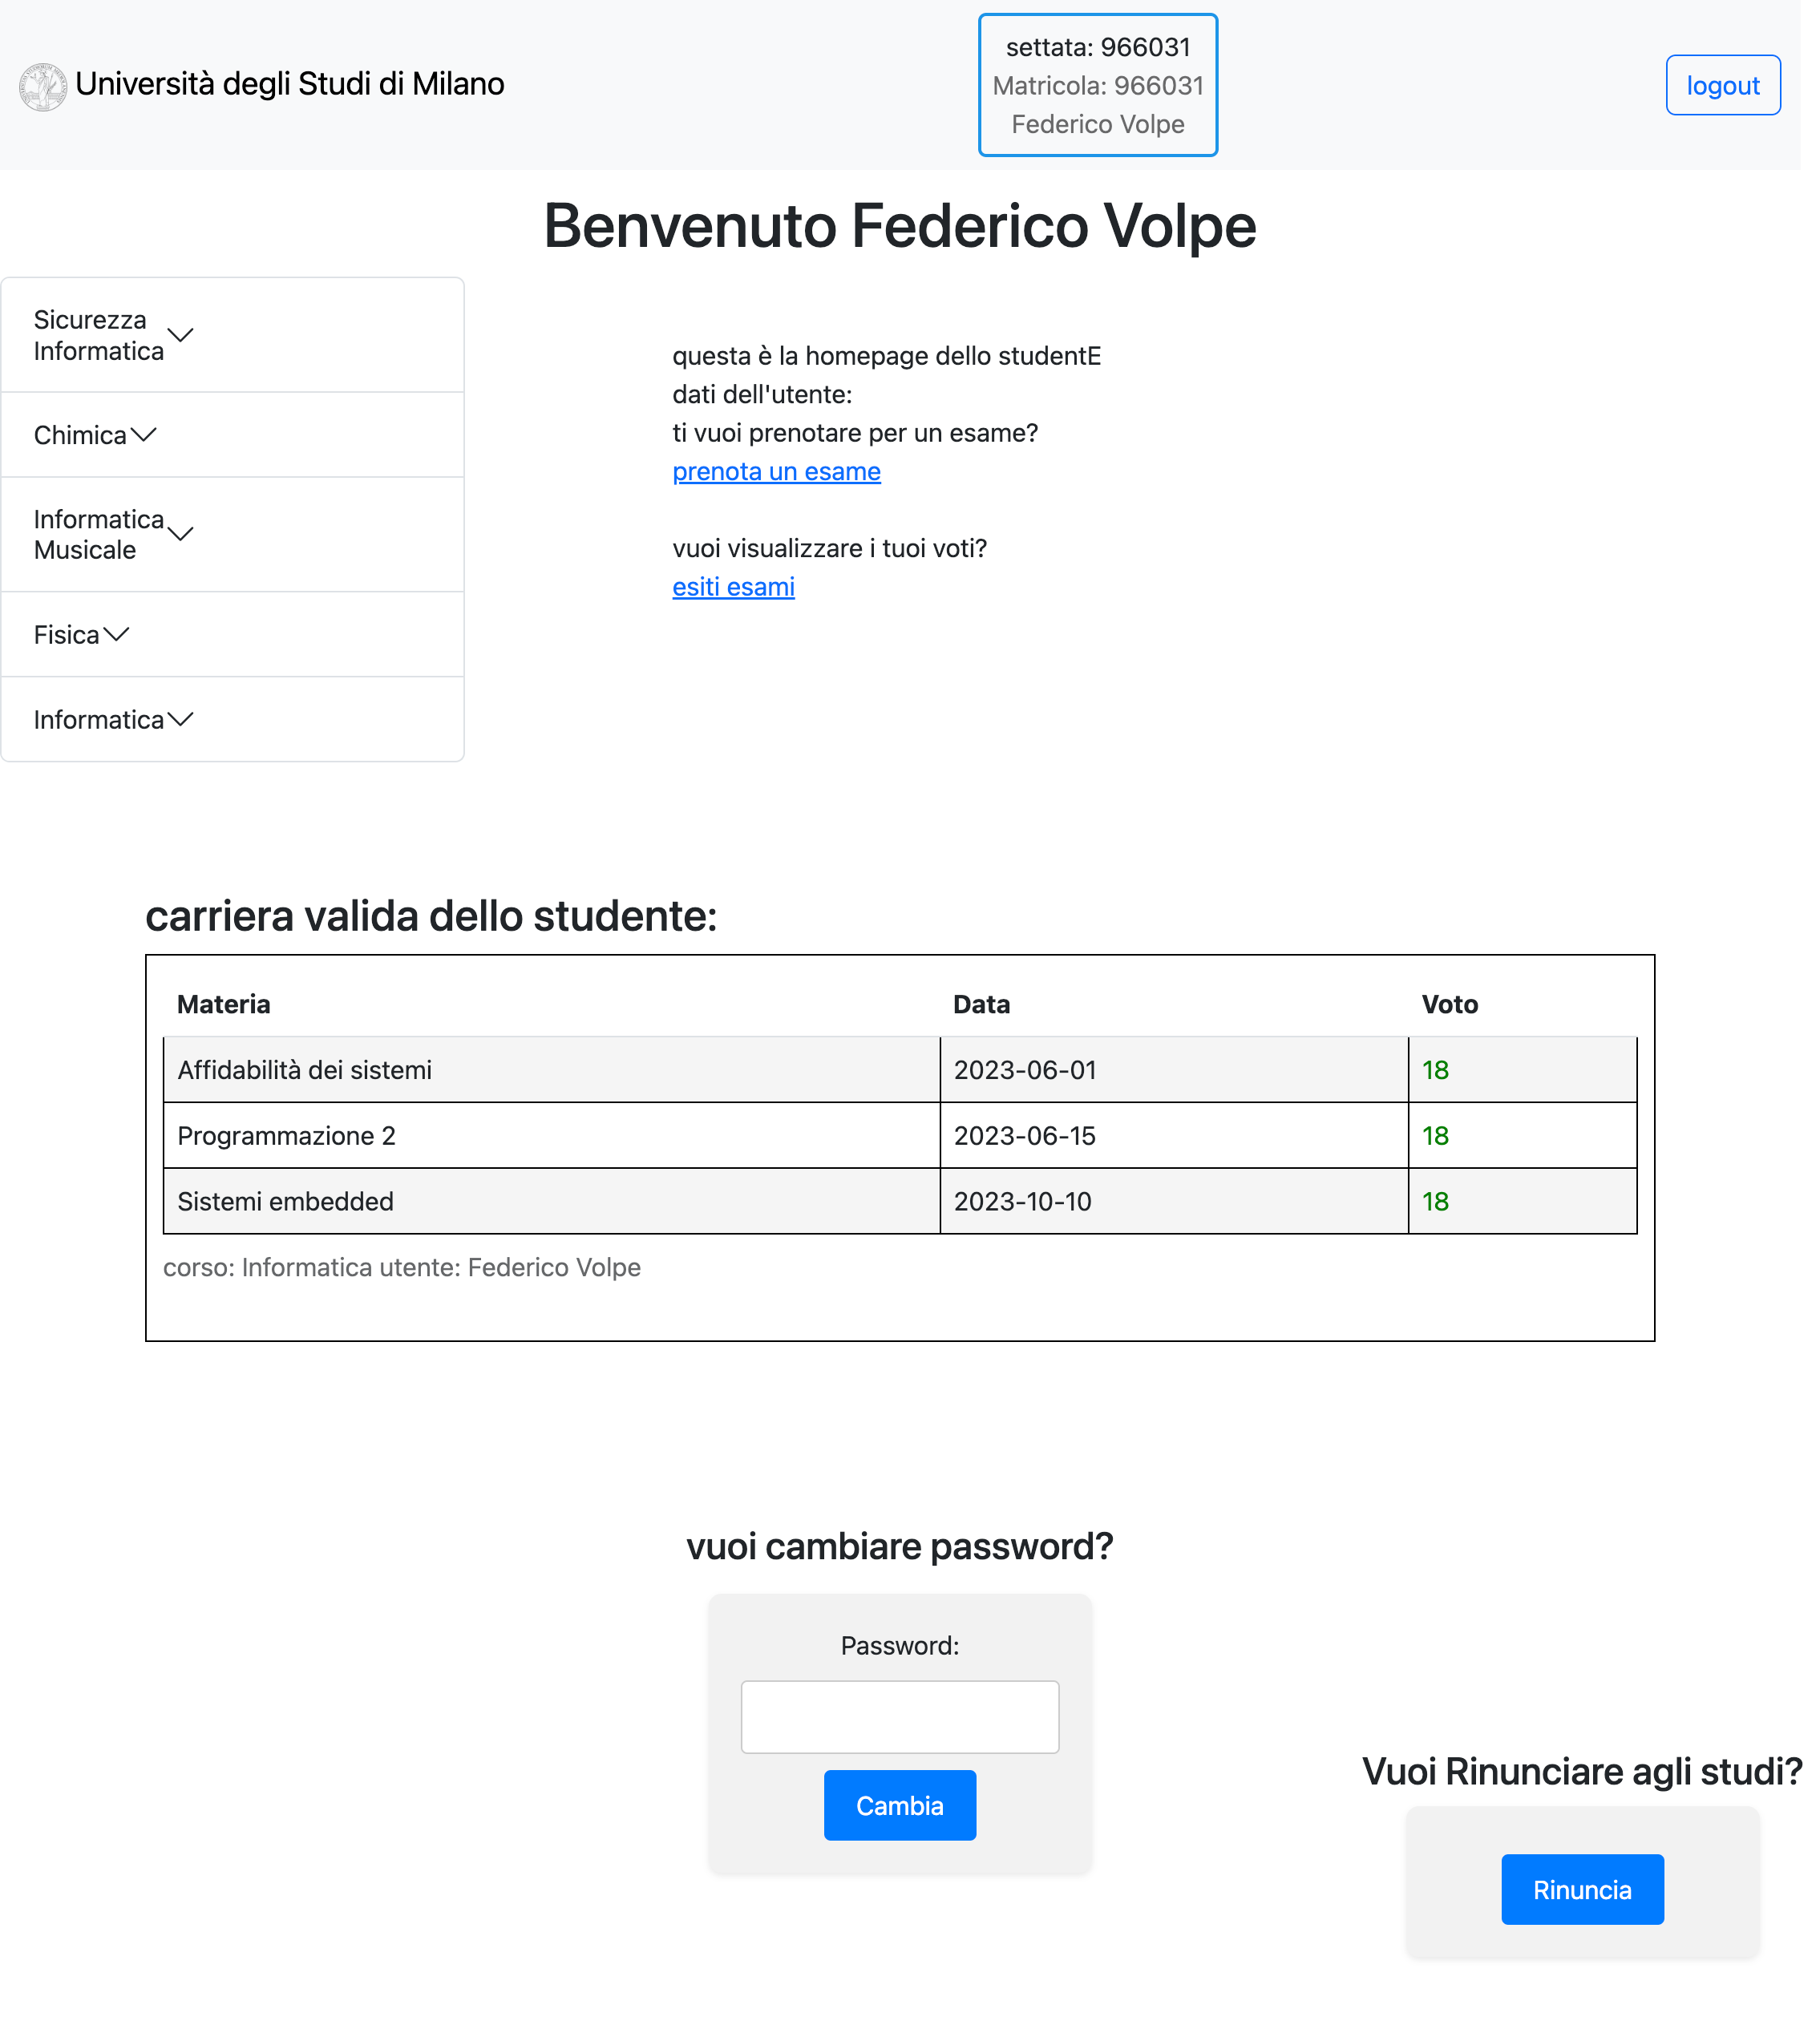 Università degli Studi di Milano
settata: 966031
Matricola: 966031
Federico Volpe
logout
Benvenuto Federico Volpe
Sicurezza
Informatica
Chimica
Informatica
Musicale
Fisica
Informatica
questa è la homepage dello studentE
dati dell'utente:
ti vuoi prenotare per un esame?
prenota un esame
vuoi visualizzare i tuoi voti?
esiti esami
carriera valida dello studente:
Materia Data Voto
Affidabilità dei sistemi 2023-06-01 18
Programmazione 2 2023-06-15 18
Sistemi embedded 2023-10-10 18
corso: Informatica utente: Federico Volpe
vuoi cambiare password?
Password:
Cambia
Vuoi Rinunciare agli studi?
Rinuncia